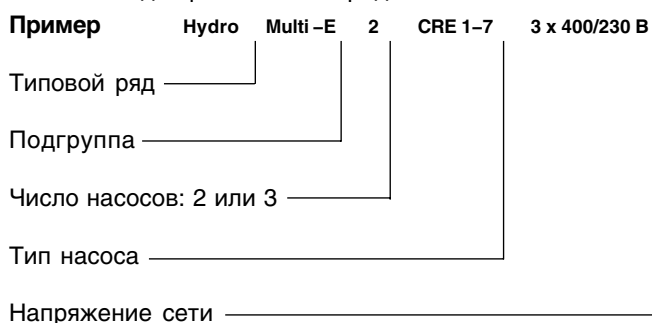 Пример Hydro Multi –E 2 CRE 1–7 3 x 400/230 В
Типовой ряд
Подгруппа
Число насосов: 2 или 3
Тип насоса
Напряжение сети